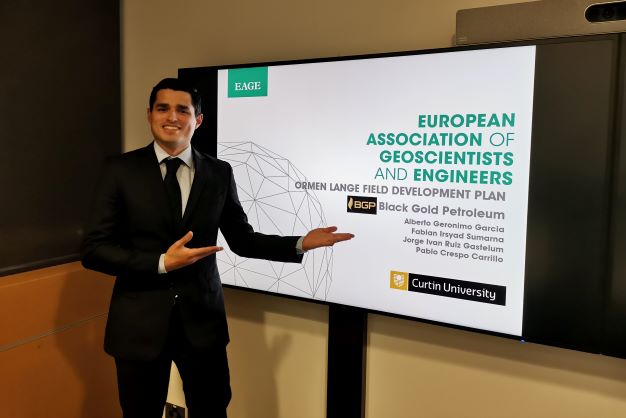 EAGE
EUROPEAN
ASSOCIATION OF
GEOSCIENTISTS
AND ENGINEERS
ORMEN LANGE FIELD DEVELOPMENT PLAN
BGP Black Gold Petroleum
Alberto Geronimo Garcia
Fabian Irsyad Sumarna
Jorge Ivan Ruiz Gastelum
Pablo Crespo Carrillo
Curtin University